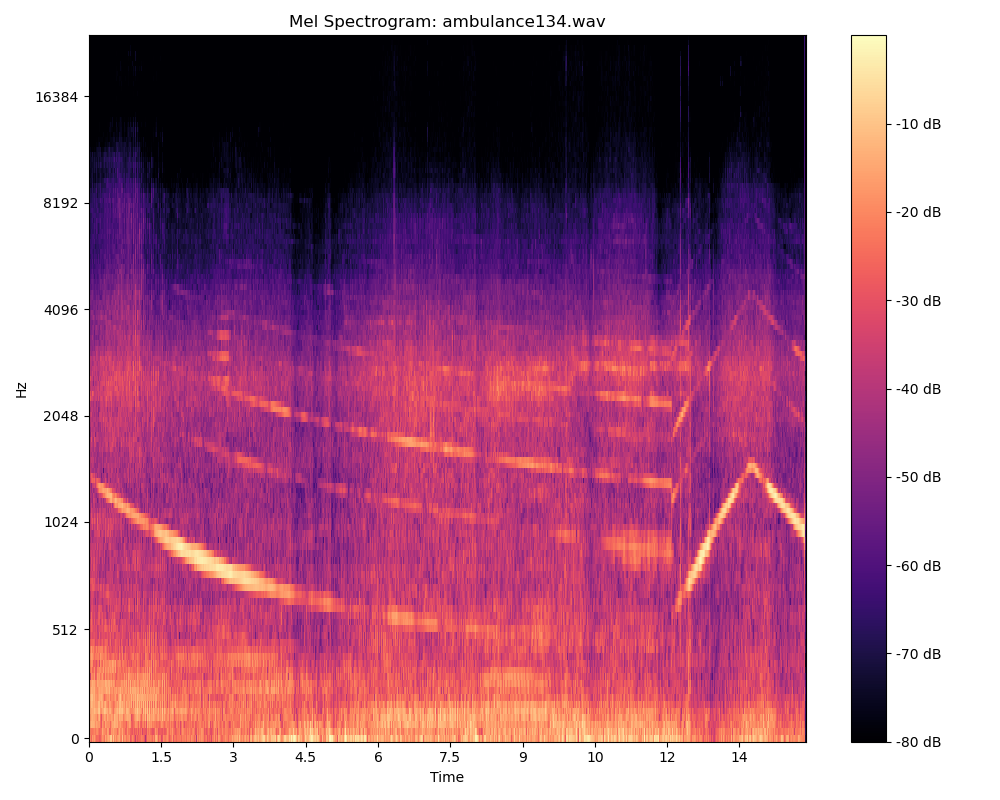 Mel Spectrogram: ambulance134.wav
16384
8192
4096
2048
1024
512
0
Hz
0 1.5 3 4.5 6 7.5 9 10 12 14
Time
-10 dB
-20 dB
-30 dB
-40 dB
-50 dB
-60 dB
-70 dB
-80 dB